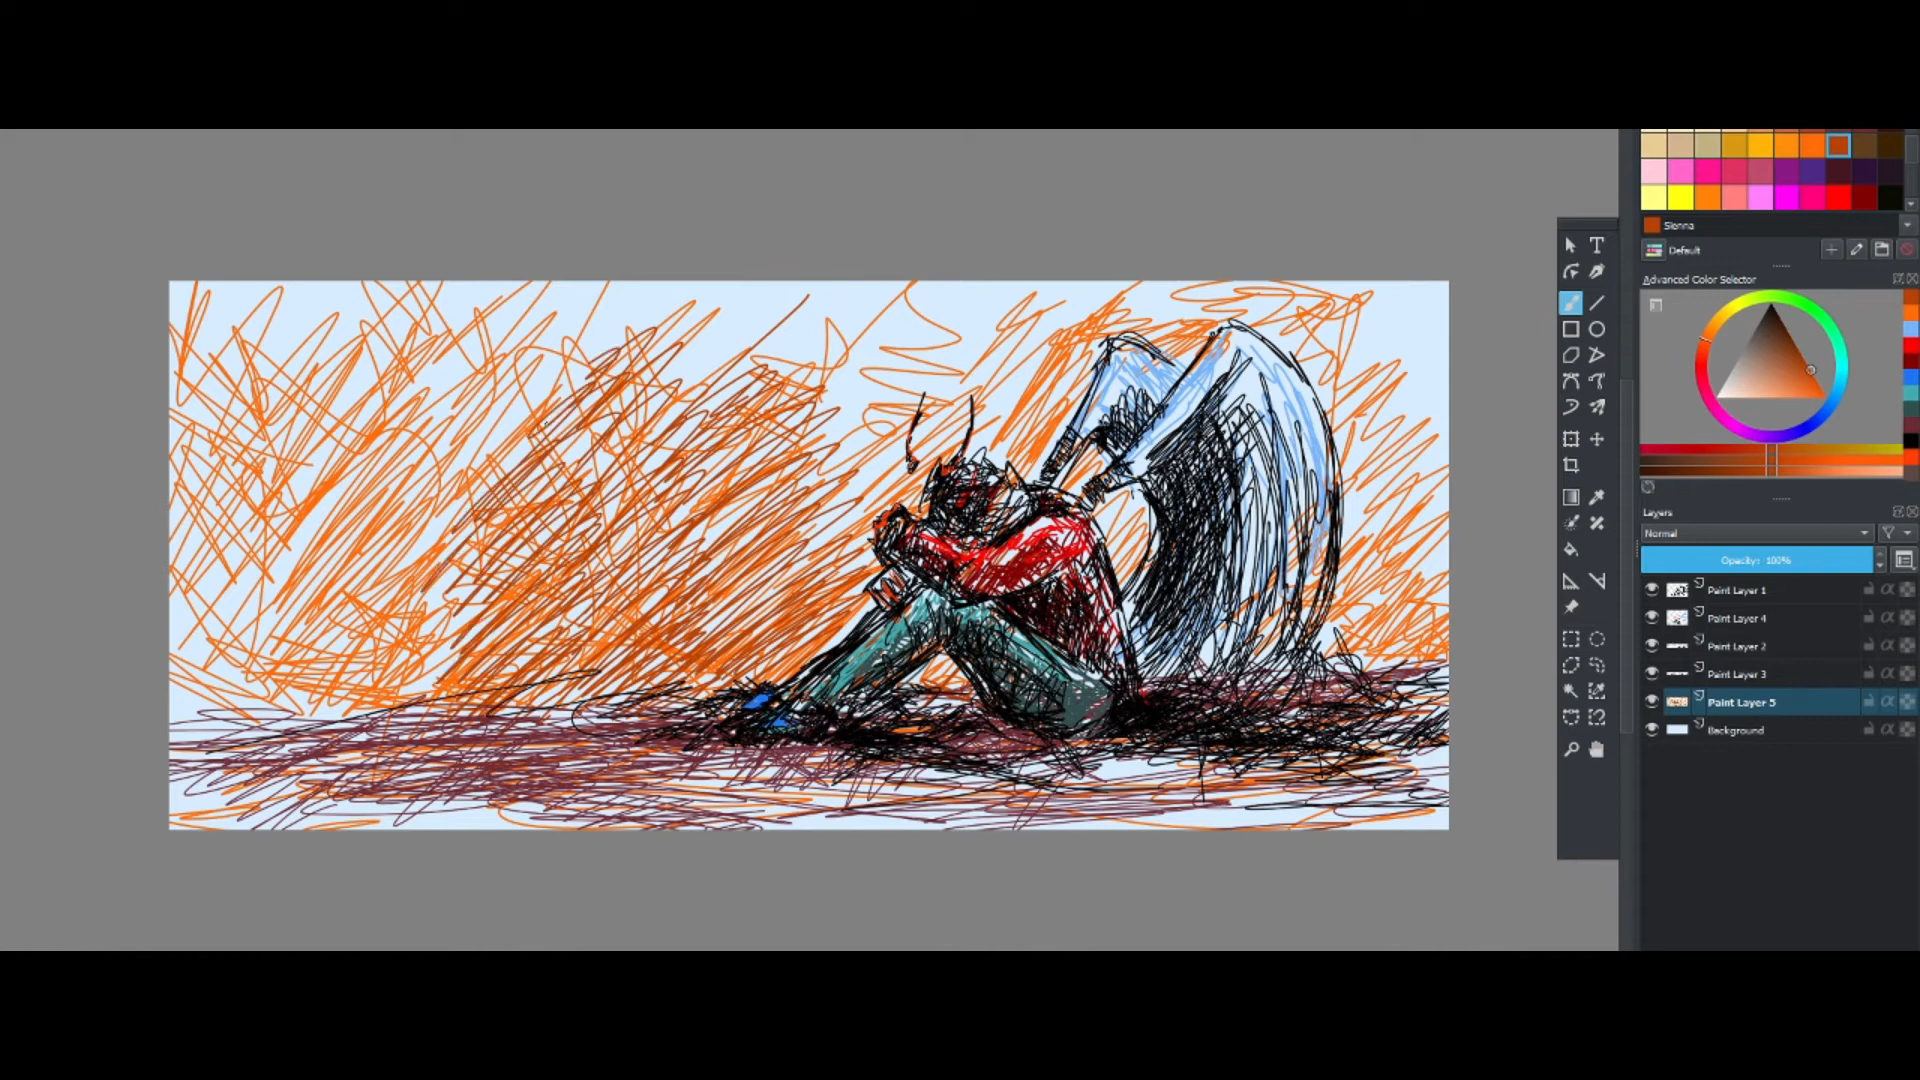 Sienna
Default
Advanced Color Selector
Layers
Normal
Opacity: 100%
Paint Layer 1
Paint Layer 4
Paint Layer 2
Paint Layer 3
Paint Layer 5
Background